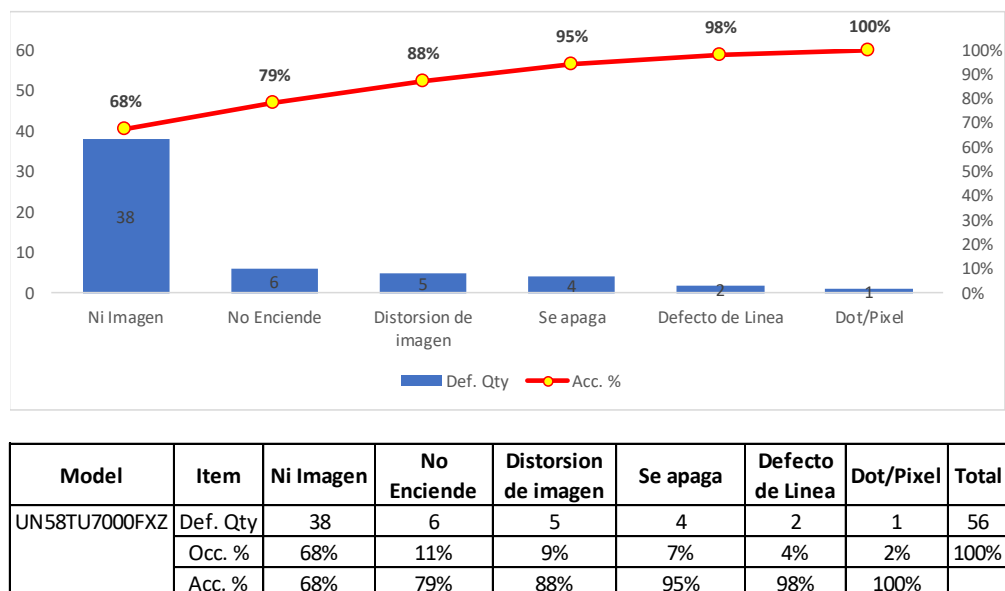 68% 79% 88% 95% 98% 100%
60 50 40 30 20 10 0
100% 90% 80% 70% 60% 50% 40% 30% 20% 10% 0%
38 6 5 4 2 1
Ni Imagen No Enciende Distorsion de Se apaga Defecto de Linea Dot/Pixel
imagen
Def. Qty Acc. %
Model Item Ni Imagen No Enciende Distorsion de imagen Se apaga Defecto de Linea Dot/Pixel Total
UN58TU7000FXZ Def. Qty 38 6 5 4 2 1 56
Occ. % 68% 11% 9% 7% 4% 2% 100%
Acc. % 68% 79% 88% 95% 98% 100%